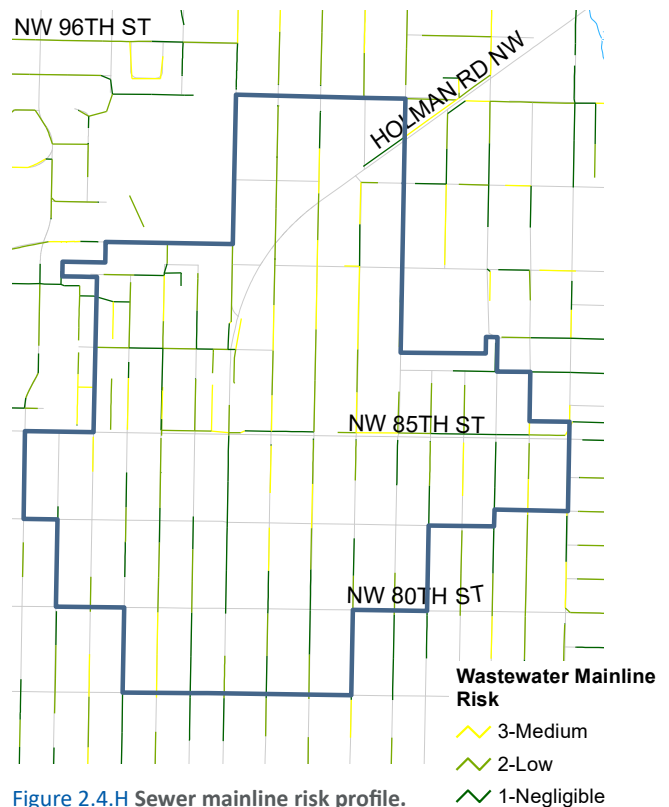 NW 96TH ST
HOLMAN RD NW
NW 85TH ST
NW 80TH ST
Wastewater Mainline
Risk
3-Medium
2-Low
1-Negligible
Figure 2.4.H Sewer mainline risk profile.